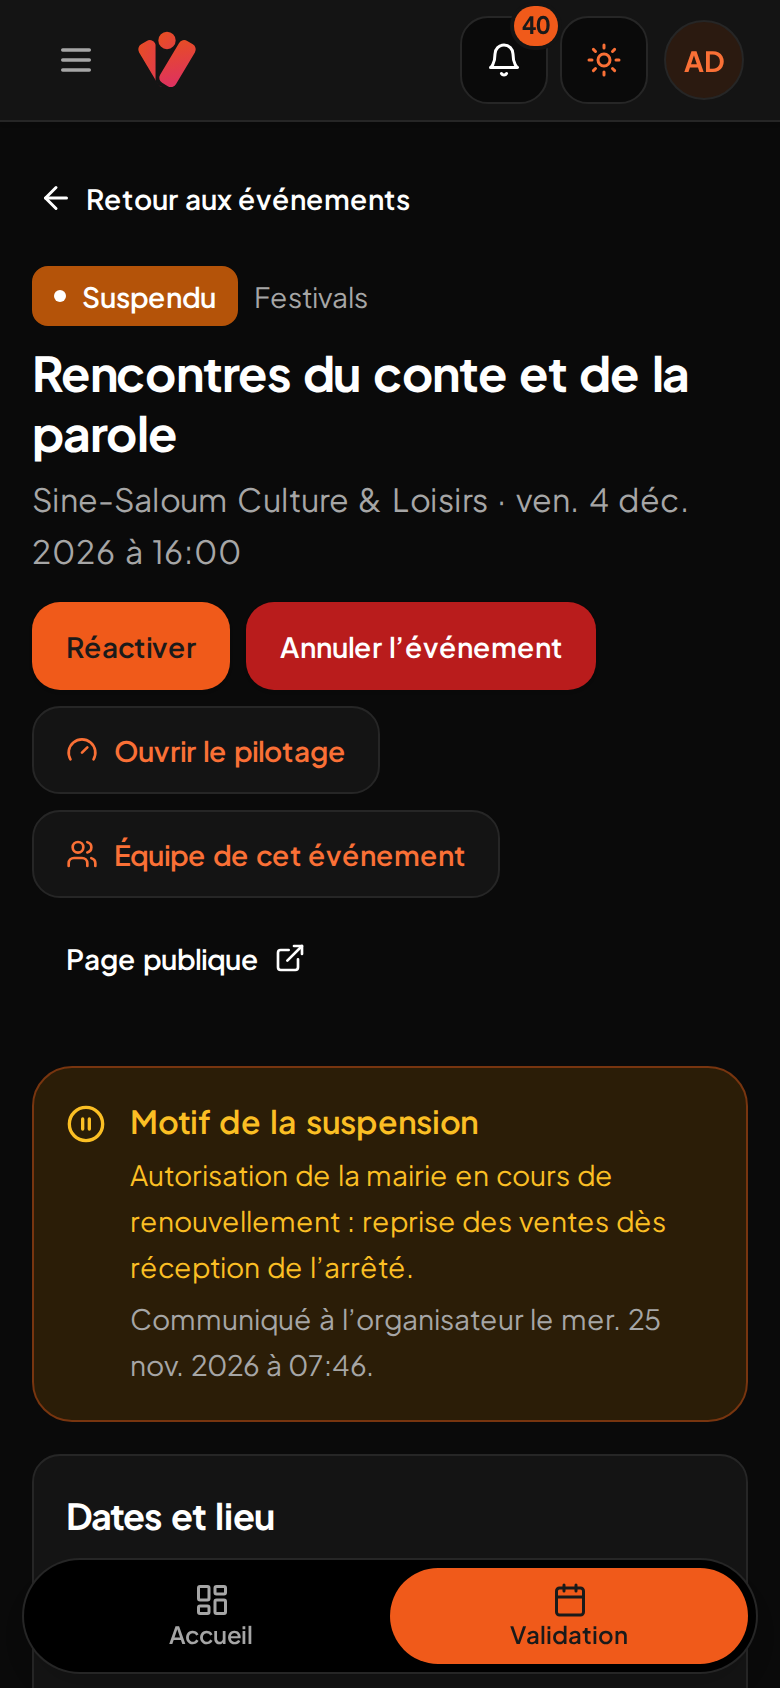 40
AD
Retour aux événements
Suspendu
Festivals
Rencontres du conte et de la
parole
Sine-Saloum Culture & Loisirs · ven. 4 déc.
2026 à 16:00
Réactiver
Annuler l’événement
Ouvrir le pilotage
Équipe de cet événement
Page publique
Motif de la suspension
Autorisation de la mairie en cours de
renouvellement : reprise des ventes dès
réception de l’arrêté.
Communiqué à l’organisateur le mer. 25
nov. 2026 à 07:46.
Dates et lieu
Accueil
Validation